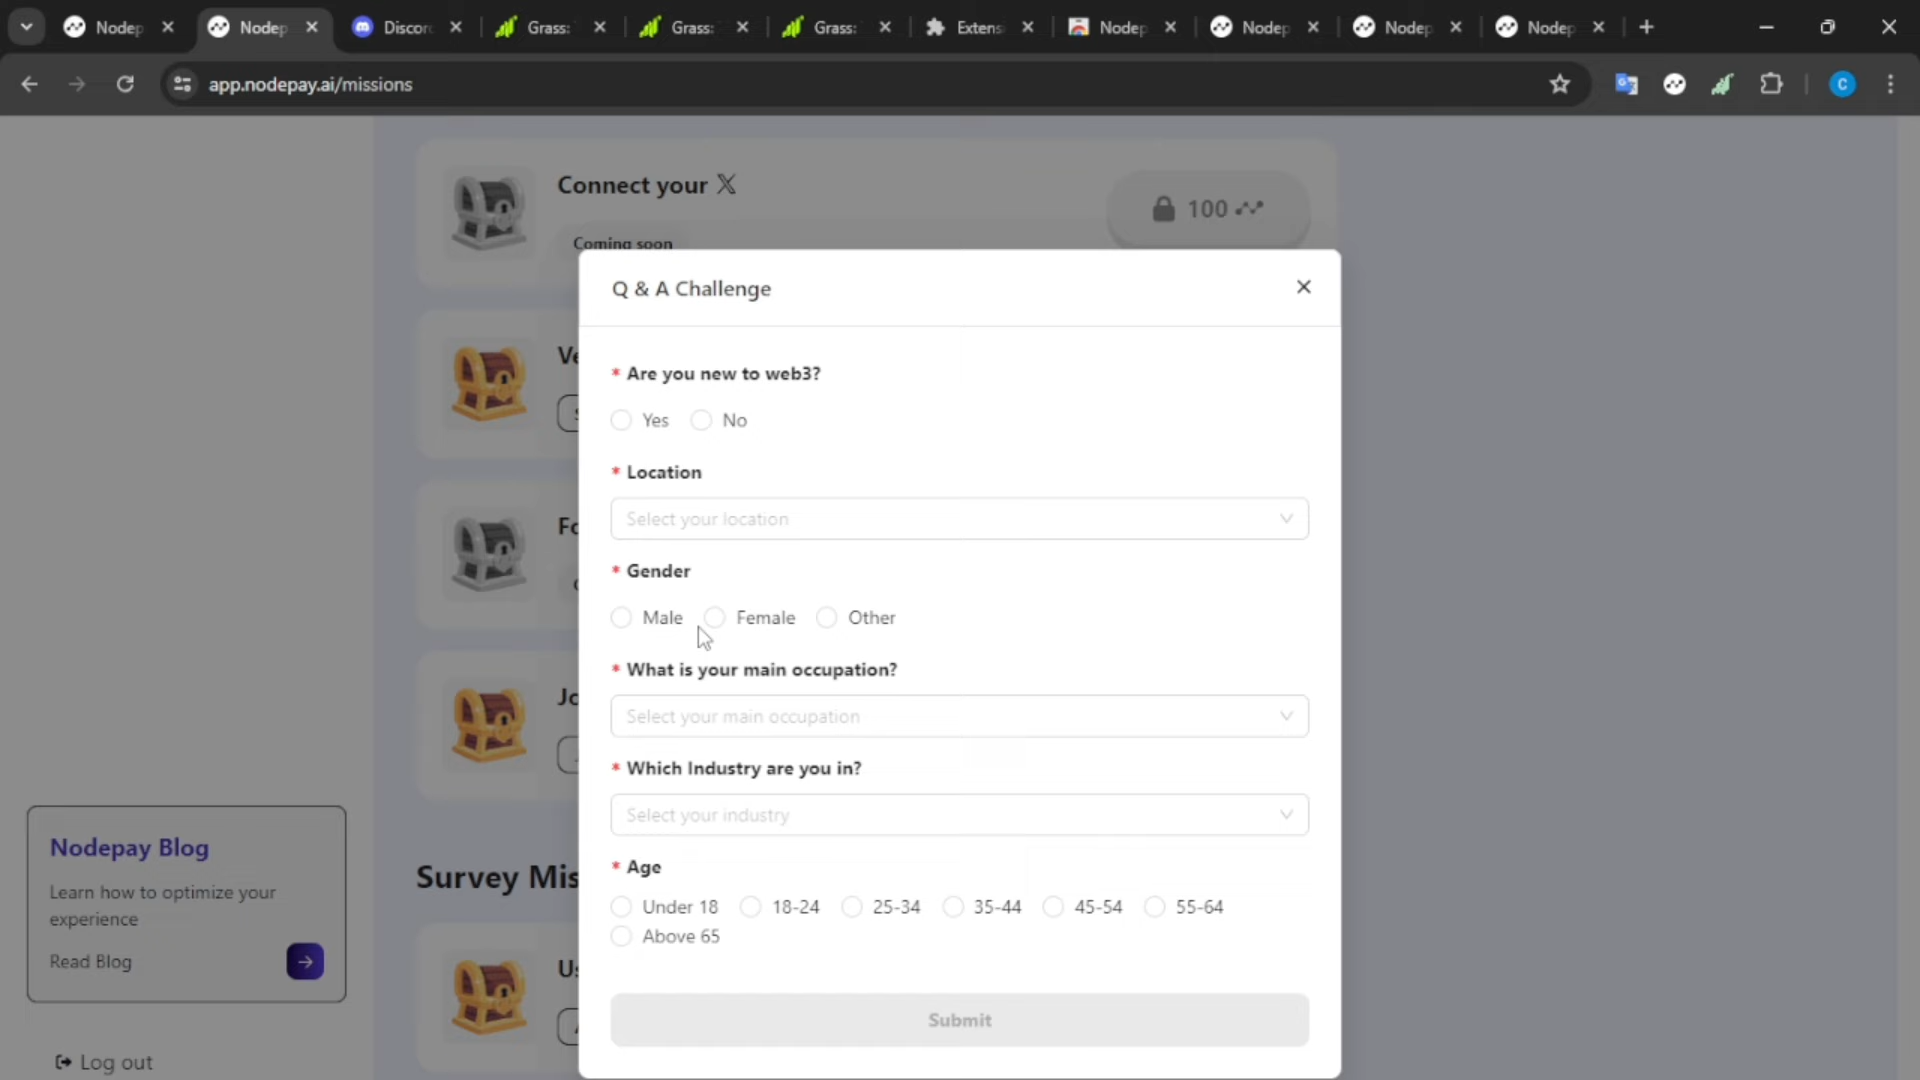 Nodep
Nodep
Discor
Grass:
Grass:
Grass:
Extens
Nodep
Nodep
Nodep
Nodep
app.nodepay.ai/missions
C
Connect your X
100
Coming soon
Q & A Challenge
* Are you new to web3?
Yes No
* Location
Select your location
* Gender
Male Female Other
* What is your main occupation?
Select your main occupation
* Which Industry are you in?
Select your industry
* Age
Under 18 18-24 25-34 35-44 45-54 55-64
Above 65
Submit
Ve
Fo
Jo
Survey Mis
Us
Nodepay Blog
Learn how to optimize your
experience
Read Blog
Log out